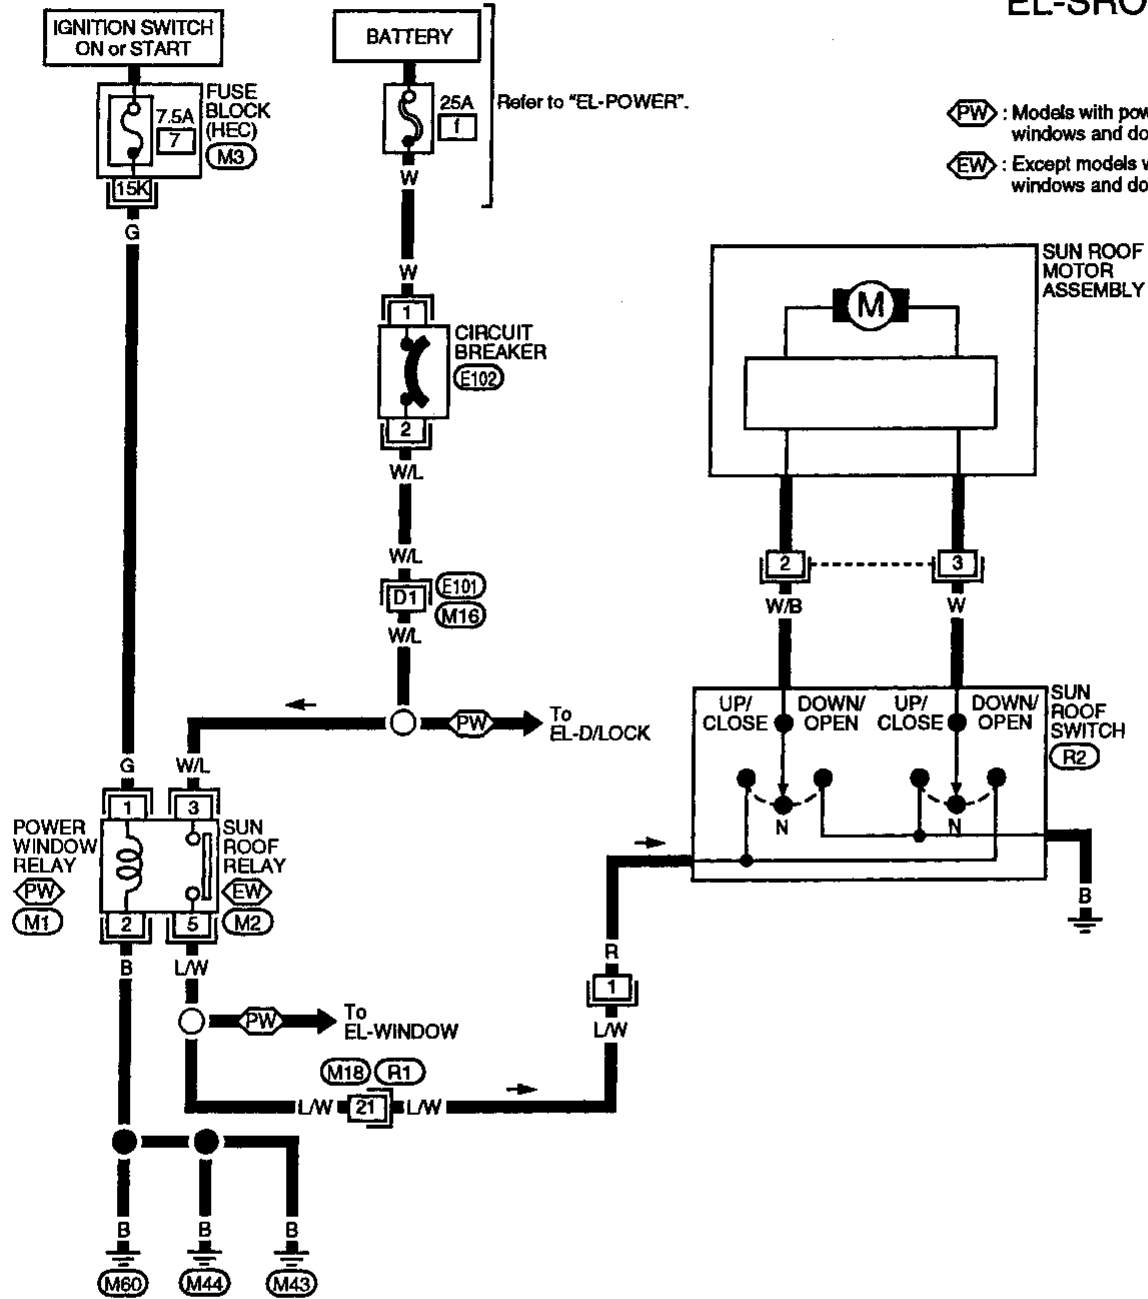 EL-SRO
IGNITION SWITCH
ON or START
BATTERY
FUSE
BLOCK
(HEC)
M3
7.5A
7
25A
f
Refer to "EL-POWER".
PW : Models with pow
windows and do
EW : Except models w
windows and do
15K
G
W
W
1
CIRCUIT
BREAKER
E102
2
W/L
W/L
D1
E101
M16
W/L
SUN ROOF
MOTOR
ASSEMBLY
M
2
3
W/B
W
UP/
CLOSE
DOWN/
OPEN
UP/
CLOSE
DOWN/
OPEN
SUN
ROOF
SWITCH
R2
N
N
B
PW
To
EL-D/LOCK
G
W/L
1
3
POWER
WINDOW
RELAY
PW
M1
SUN
ROOF
RELAY
EW
M2
2
5
B
L/W
PW
To
EL-WINDOW
R
1
L/W
M18
R1
L/W
21
L/W
B
B
B
M60
M44
M43